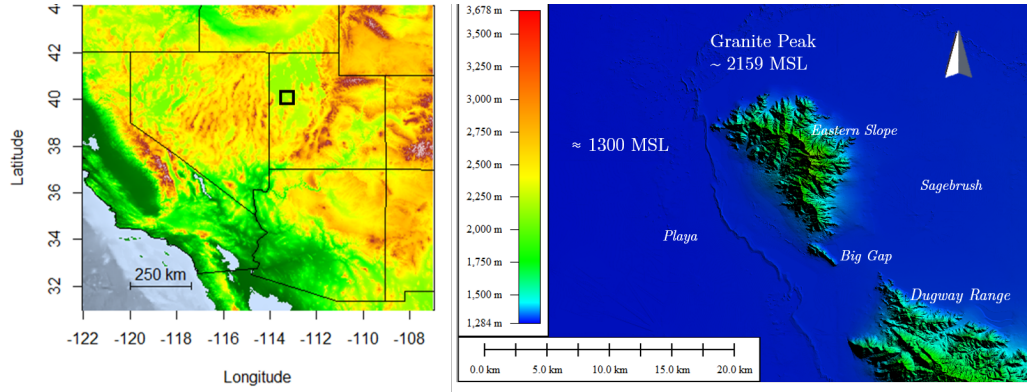 4
42
40
38
36
34
32
Latitude
250 km
-122
-120
-118
-116
-114
-112
-110
-108
Longitude
3,678 m
3,500 m
3,250 m
3,000 m
2,750 m
2,500 m
2,250 m
2,000 m
1,750 m
1,500 m
1,284 m
0.0 km
5.0 km
10.0 km
15.0 km
20.0 km
Granite Peak
~ 2159 MSL
≈ 1300 MSL
Eastern Slope
Sagebrush
Playa
Big Gap
Dugway Range